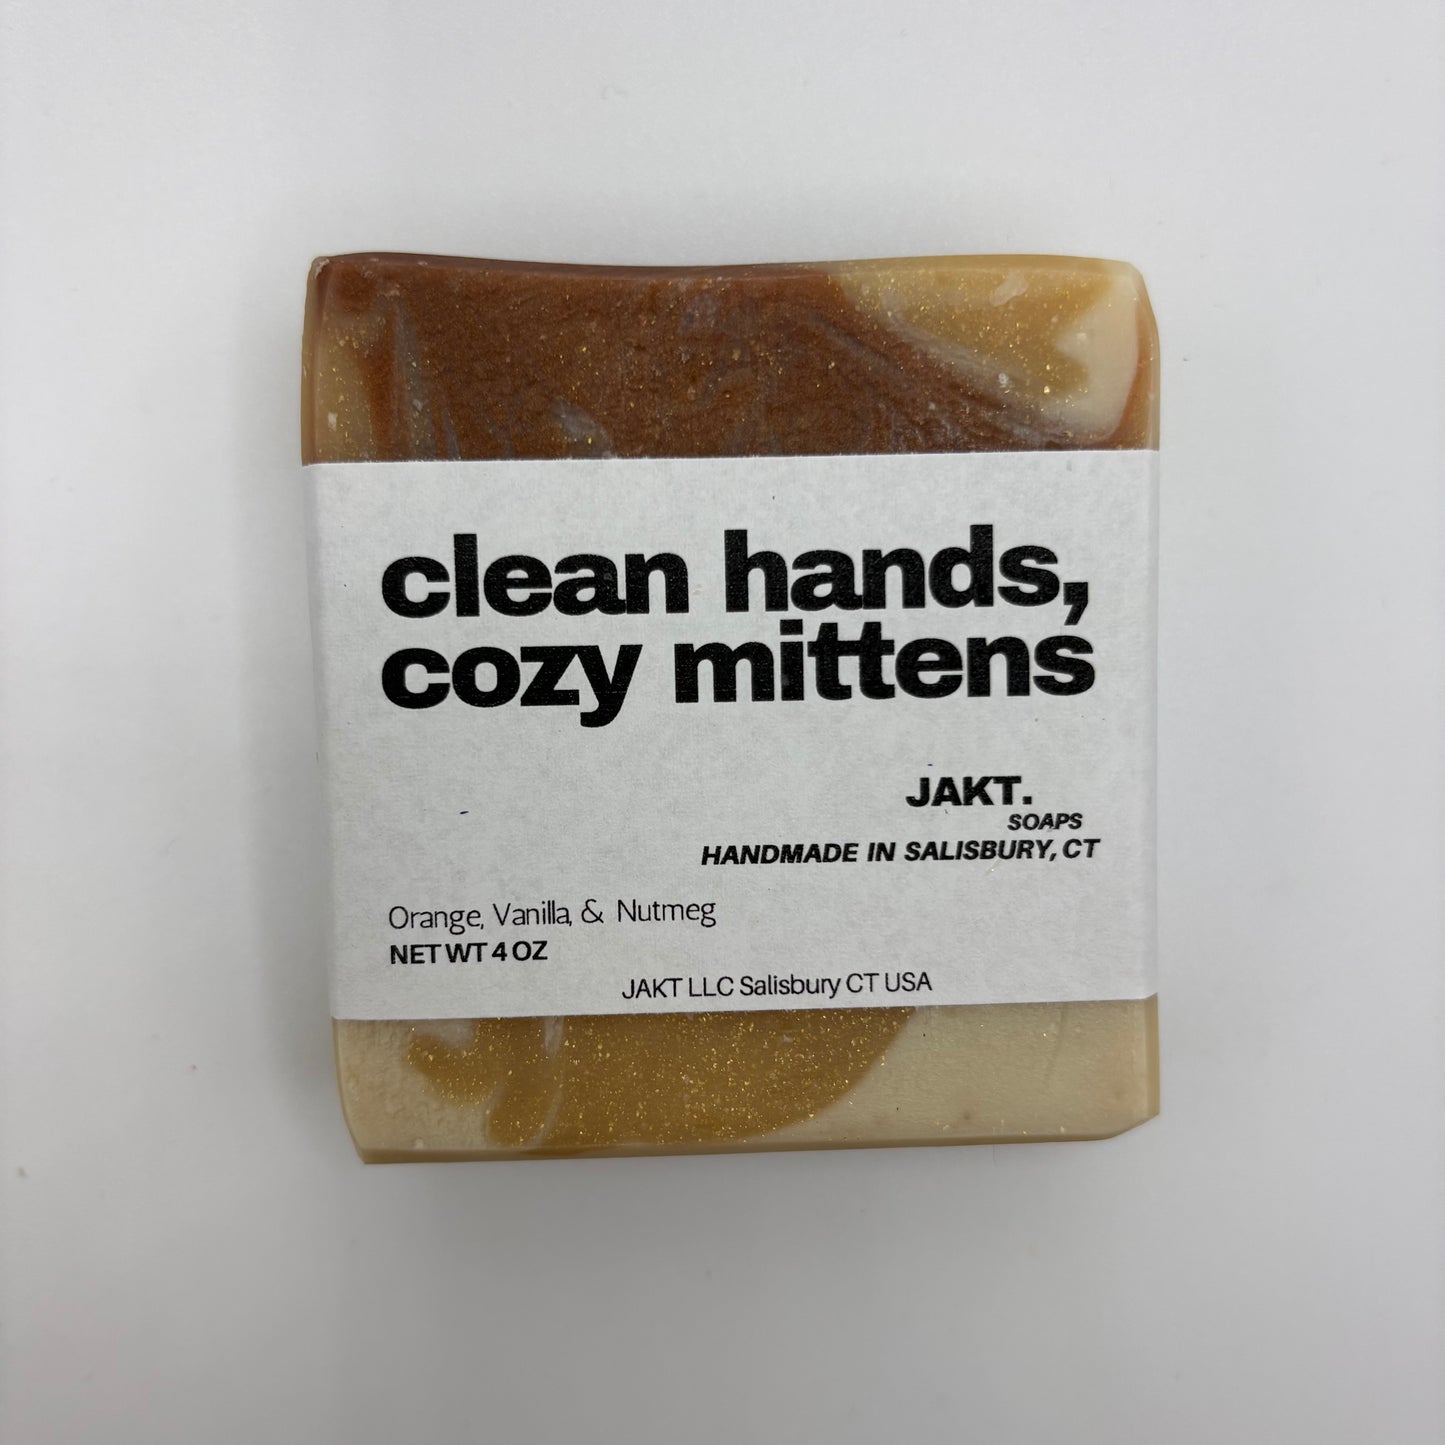 clean hands,
cozy mittens
JAKT.
SOAPS
HANDMADE IN SALISBURY, CT
Orange, Vanilla, & Nutmeg
NET WT 4 OZ
JAKT LLC Salisbury CT USA